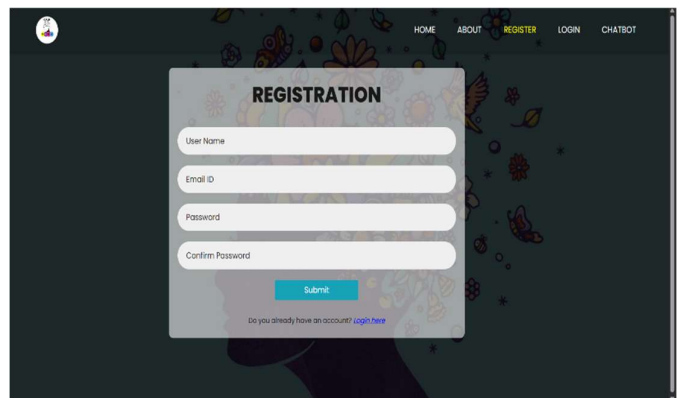 HOME ABOUT REGISTER LOGIN CHATBOT
REGISTRATION
User Name
Email ID
Password
Confirm Password
Submit
Do you already have an account? Login here